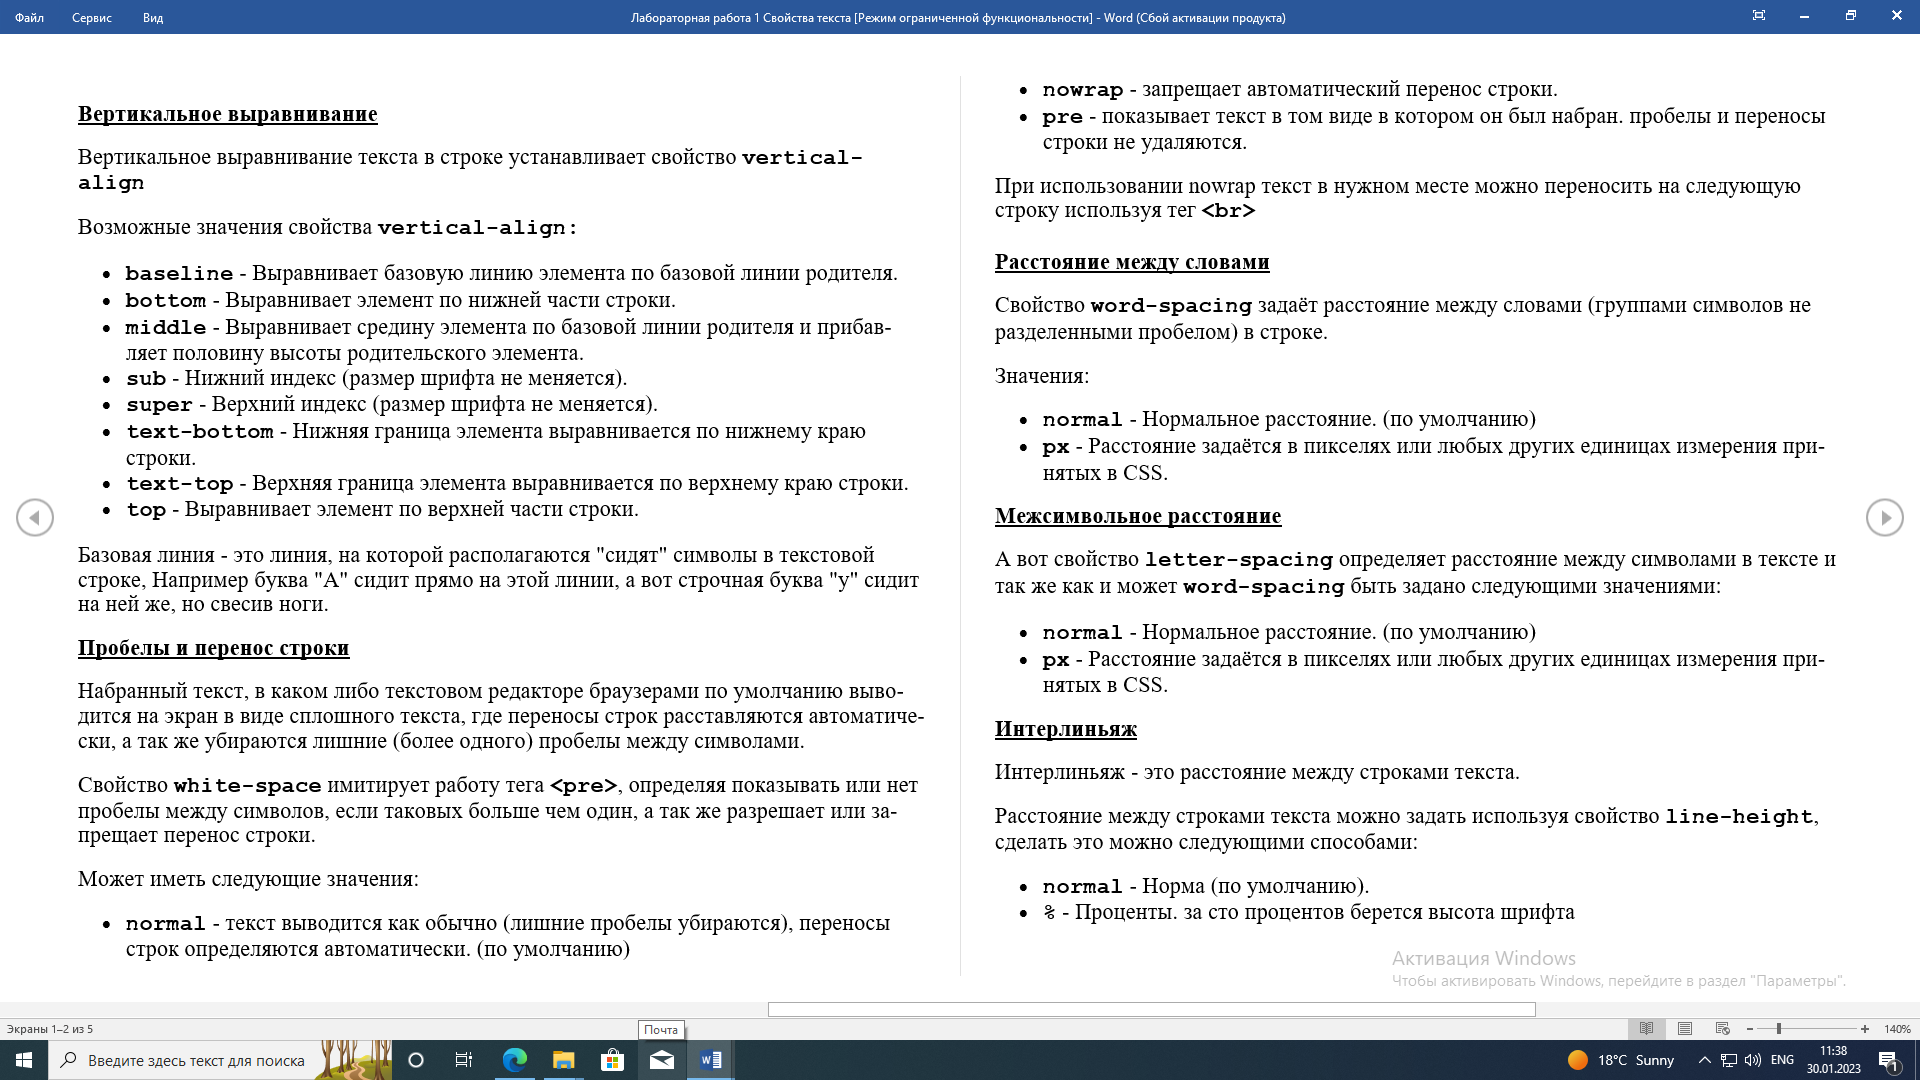 Файл Сервис Вид
Лабораторная работа 1 Свойства текста [Режим ограниченной функциональности] - Word (Сбой активации продукта)
Вертикальное выравнивание
Вертикальное выравнивание текста в строке устанавливает свойство vertical-
align
Возможные значения свойства vertical-align:
• baseline - Выравнивает базовую линию элемента по базовой линии родителя.
• bottom - Выравнивает элемент по нижней части строки.
• middle - Выравнивает средину элемента по базовой линии родителя и прибав-
ляет половину высоты родительского элемента.
• sub - Нижний индекс (размер шрифта не меняется).
• super - Верхний индекс (размер шрифта не меняется).
• text-bottom - Нижняя граница элемента выравнивается по нижнему краю
строки.
• text-top - Верхняя граница элемента выравнивается по верхнему краю строки.
• top - Выравнивает элемент по верхней части строки.
Базовая линия - это линия, на которой располагаются "сидят" символы в текстовой
строке, Например буква "А" сидит прямо на этой линии, а вот строчная буква "у" сидит
на ней же, но свесив ноги.
Пробелы и перенос строки
Набранный текст, в каком либо текстовом редакторе браузерами по умолчанию выво-
дится на экран в виде сплошного текста, где переносы строк расставляются автоматиче-
ски, а так же убираются лишние (более одного) пробелы между символами.
Свойство white-space имитирует работу тега <pre>, определяя показывать или нет
пробелы между символов, если таковых больше чем один, а так же разрешает или за-
прещает перенос строки.
Может иметь следующие значения:
• normal - текст выводится как обычно (лишние пробелы убираются), переносы
строк определяются автоматически. (по умолчанию)
• nowrap - запрещает автоматический перенос строки.
• pre - показывает текст в том виде в котором он был набран. пробелы и переносы
строки не удаляются.
При использовании nowrap текст в нужном месте можно переносить на следующую
строку используя тег <br>
Расстояние между словами
Свойство word-spacing задаёт расстояние между словами (группами символов не
разделенными пробелом) в строке.
Значения:
• normal - Нормальное расстояние. (по умолчанию)
• px - Расстояние задаётся в пикселях или любых других единицах измерения при-
нятых в CSS.
Межсимвольное расстояние
А вот свойство letter-spacing определяет расстояние между символами в тексте и
так же как и может word-spacing быть задано следующими значениями:
• normal - Нормальное расстояние. (по умолчанию)
• px - Расстояние задаётся в пикселях или любых других единицах измерения при-
нятых в CSS.
Интерлиньяж
Интерлиньяж - это расстояние между строками текста.
Расстояние между строками текста можно задать используя свойство line-height,
сделать это можно следующими способами:
• normal - Норма (по умолчанию).
• % - Проценты. за сто процентов берется высота шрифта
Активация Windows
Чтобы активировать Windows, перейдите в раздел "Параметры".
Экраны 1–2 из 5
Почта
140%
Введите здесь текст для поиска
18°C Sunny
ENG
11:38
30.01.2023
1